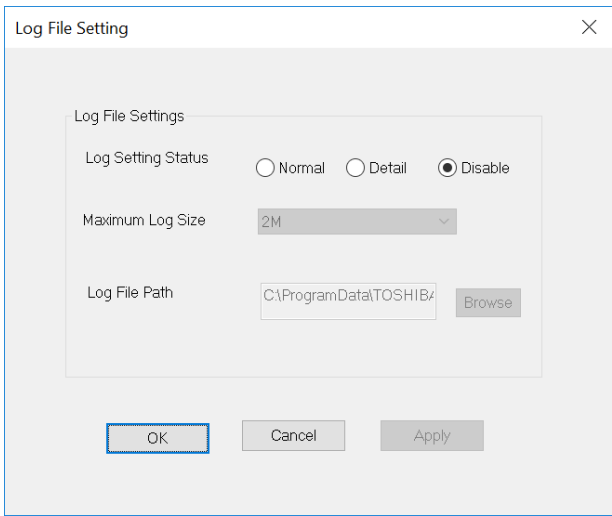 Log File Setting
Log File Settings
Log Setting Status
Normal Detail Disable
Maximum Log Size 2M
Log File Path C:\ProgramData\TOSHIBA Browse
OK Cancel Apply